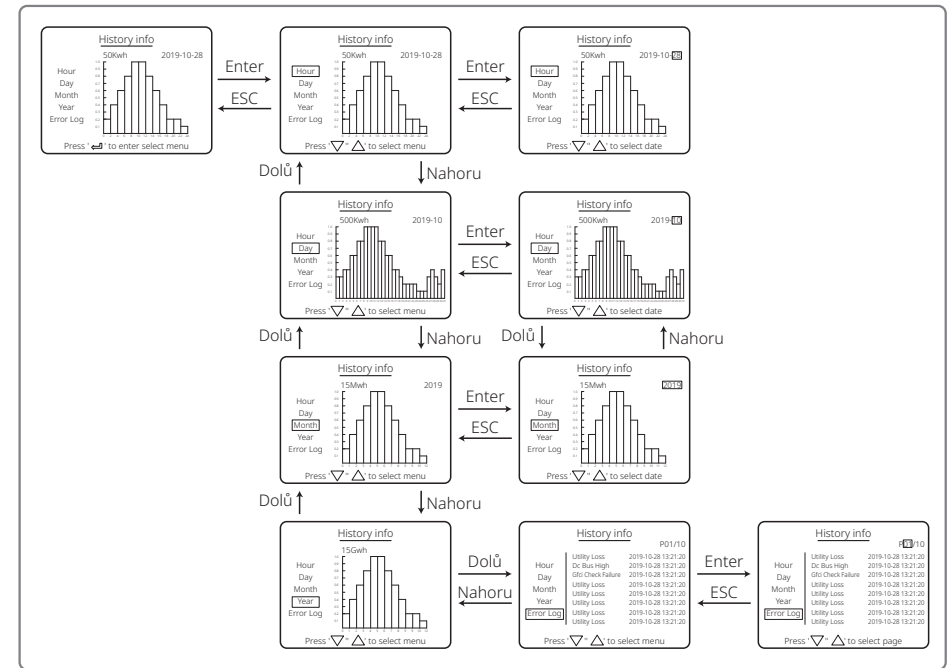 History info
50Kwh 2019-10-28
Hour
Day
Month
Year
Error Log
Press ' ' to enter select menu
Enter
ESC
History info
50Kwh 2019-10-28
Hour
Day
Month
Year
Error Log
Press ' " ' to select menu
Enter
ESC
History info
50Kwh 2019-10-28
Hour
Day
Month
Year
Error Log
Press ' " ' to select date
Dolů
Nahoru
History info
500Kwh 2019-10
Hour
Day
Month
Year
Error Log
Press ' " ' to select menu
Enter
ESC
History info
500Kwh 2019-10
Hour
Day
Month
Year
Error Log
Press ' " ' to select date
Dolů
Nahoru
Dolů
Nahoru
History info
15Mwh 2019
Hour
Day
Month
Year
Error Log
Press ' " ' to select menu
Enter
ESC
History info
15Mwh 2019
Hour
Day
Month
Year
Error Log
Press ' " ' to select date
Dolů
Nahoru
History info
15Gwh
Hour
Day
Month
Year
Error Log
Press ' " ' to select menu
Dolů
Nahoru
History info
P01/10
Hour
Day
Month
Year
Error Log
Utility Loss 2019-10-28 13:21:20
Dc Bus High 2019-10-28 13:21:20
Gfci Check Failure 2019-10-28 13:21:20
Utility Loss 2019-10-28 13:21:20
Utility Loss 2019-10-28 13:21:20
Utility Loss 2019-10-28 13:21:20
Utility Loss 2019-10-28 13:21:20
Utility Loss 2019-10-28 13:21:20
Press ' " ' to select menu
Enter
ESC
History info
P01/10
Hour
Day
Month
Year
Error Log
Utility Loss 2019-10-28 13:21:20
Dc Bus High 2019-10-28 13:21:20
Gfci Check Failure 2019-10-28 13:21:20
Utility Loss 2019-10-28 13:21:20
Utility Loss 2019-10-28 13:21:20
Utility Loss 2019-10-28 13:21:20
Utility Loss 2019-10-28 13:21:20
Utility Loss 2019-10-28 13:21:20
Press ' " ' to select page